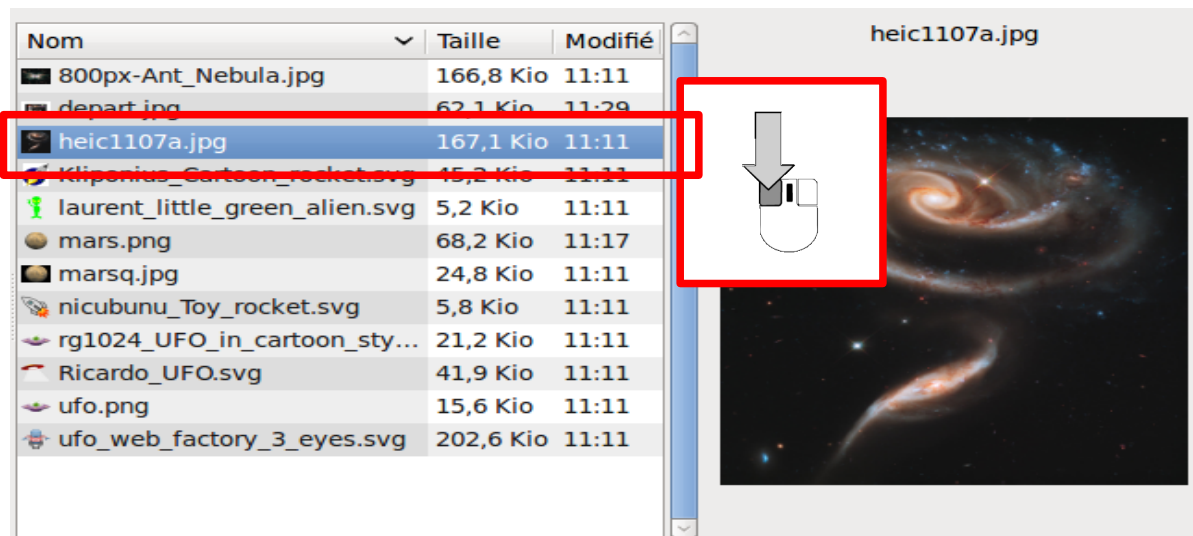 Nom Taille Modifié
800px-Ant_Nebula.jpg 166,8 Kio 11:11
depart.jpg 62,1 Kio 11:29
heic1107a.jpg 167,1 Kio 11:11
Kliponius_Cartoon_rocket.svg 45,2 Kio 11:11
laurent_little_green_alien.svg 5,2 Kio 11:11
mars.png 68,2 Kio 11:17
marsq.jpg 24,8 Kio 11:11
nicubunu_Toy_rocket.svg 5,8 Kio 11:11
rg1024_UFO_in_cartoon_sty... 21,2 Kio 11:11
Ricardo_UFO.svg 41,9 Kio 11:11
ufo.png 15,6 Kio 11:11
ufo_web_factory_3_eyes.svg 202,6 Kio 11:11
heic1107a.jpg